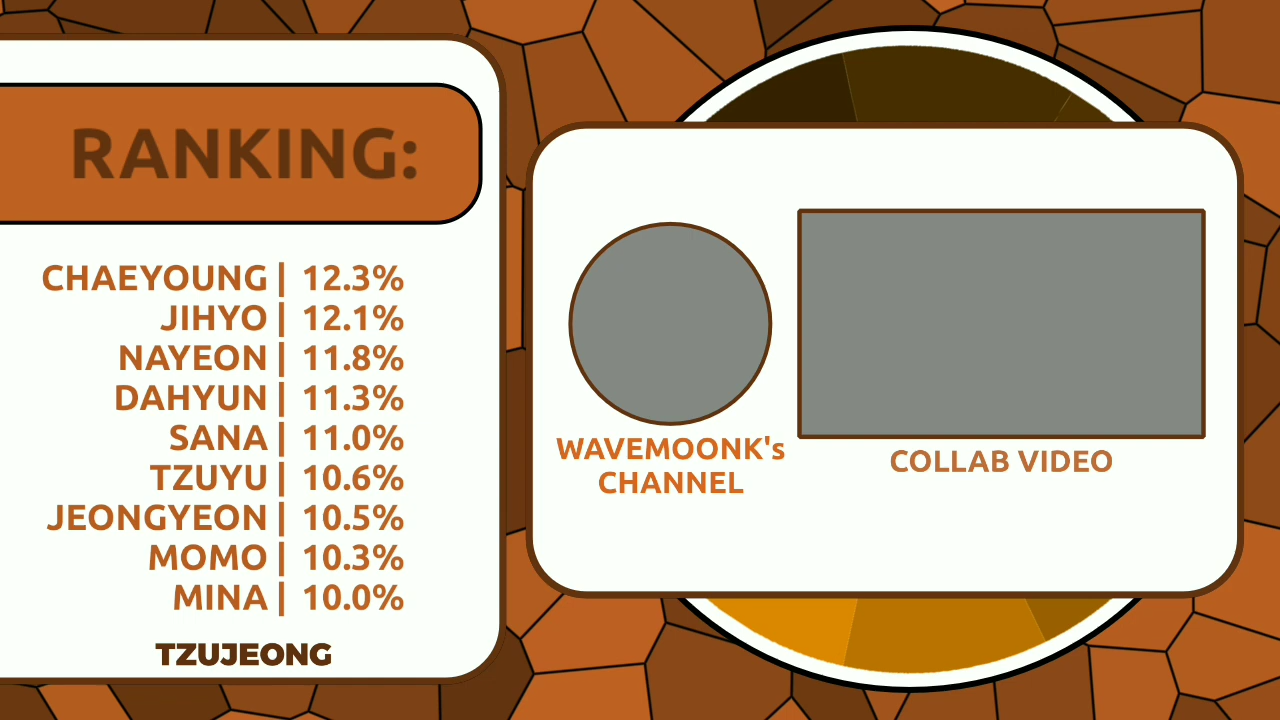 RANKING:
CHAEYOUNG | 12.3%
JIHYO | 12.1%
NAYEON | 11.8%
DAHYUN | 11.3%
SANA | 11.0%
TZUYU | 10.6%
JEONGYEON | 10.5%
MOMO | 10.3%
MINA | 10.0%
TZUJEONG
WAVEMOONK's
CHANNEL
COLLAB VIDEO